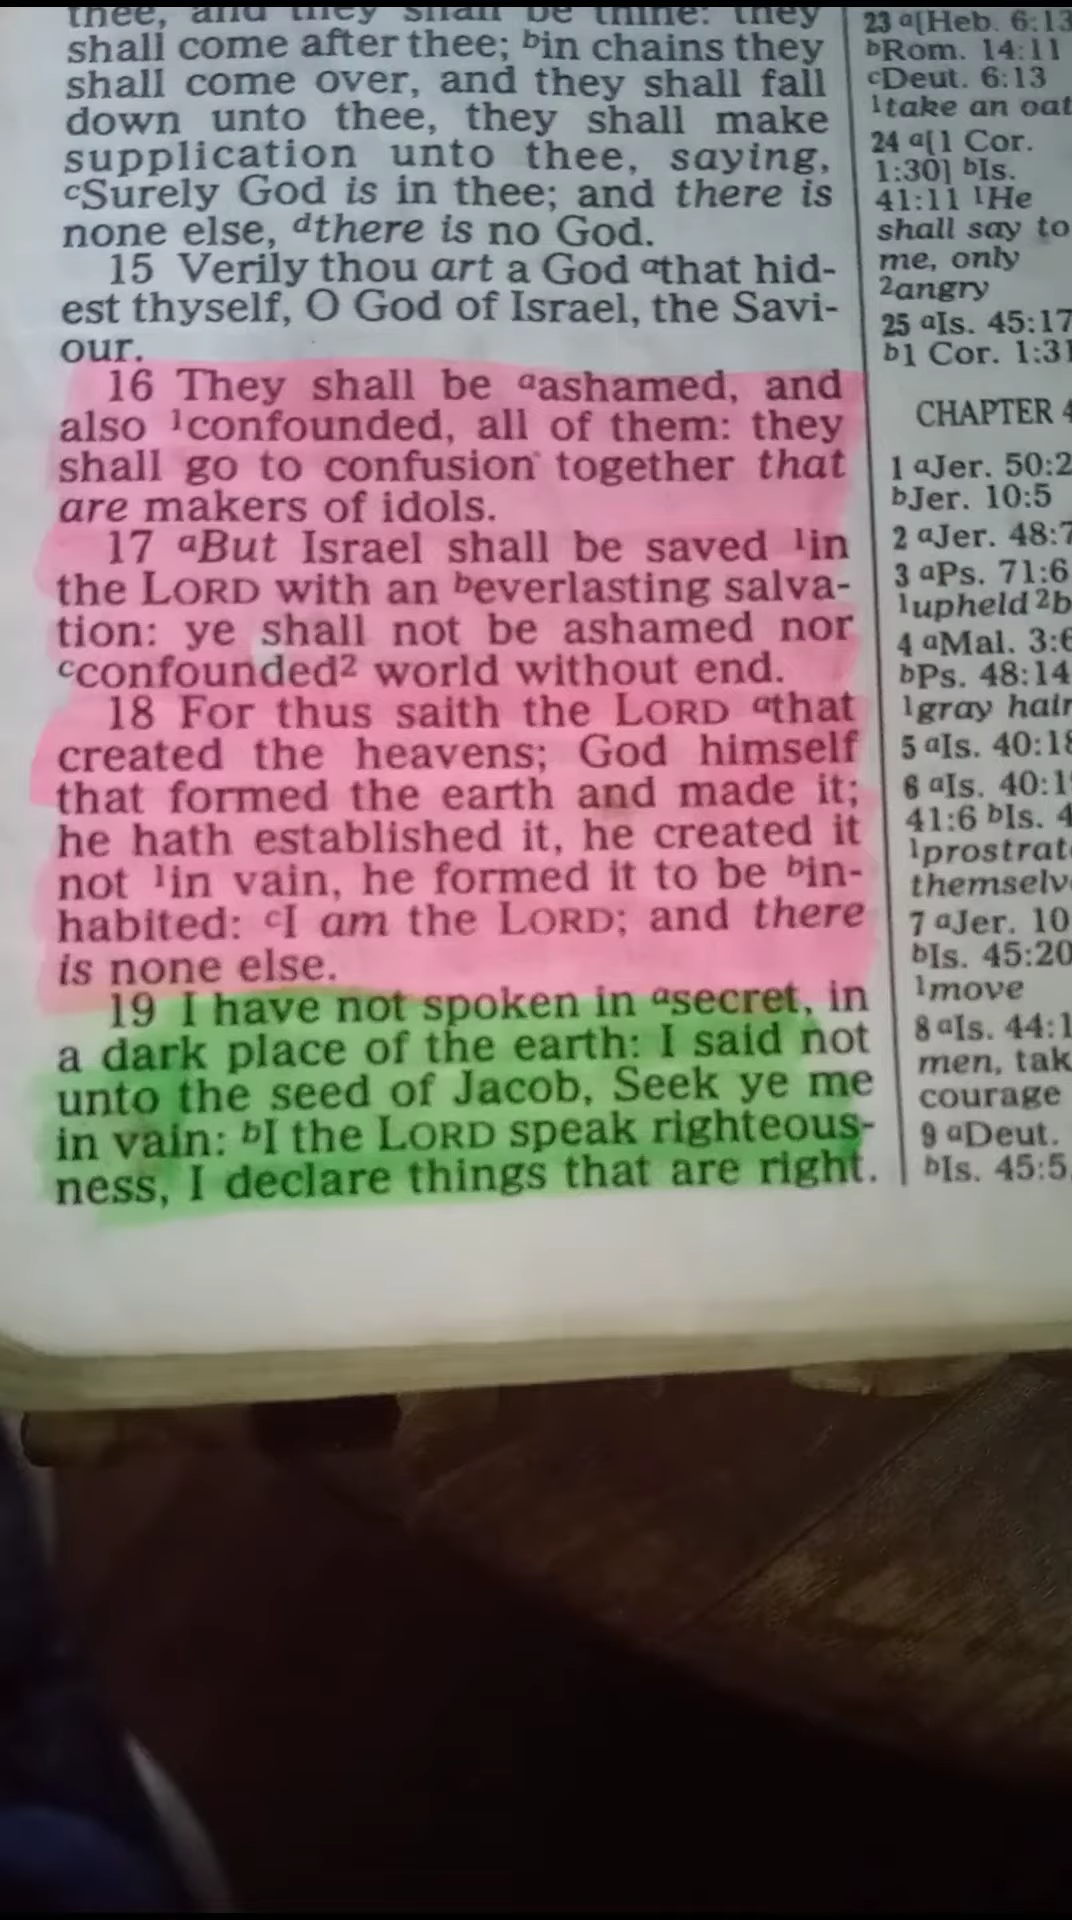 thee, and they shall be thine: they
shall come after thee; bin chains they
shall come over, and they shall fall
down unto thee, they shall make
supplication unto thee, saying,
cSurely God is in thee; and there is
none else, dthere is no God.
15 Verily thou art a God athat hid-
est thyself, O God of Israel, the Savi-
our.
16 They shall be aashamed, and
also 1confounded, all of them: they
shall go to confusion together that
are makers of idols.
17 aBut Israel shall be saved 1in
the LORD with an beverlasting salva-
tion: ye shall not be ashamed nor
cconfounded2 world without end.
18 For thus saith the LORD athat
created the heavens; God himself
that formed the earth and made it;
he hath established it, he created it
not 1in vain, he formed it to be bin-
habited: cI am the LORD; and there
is none else.
19 I have not spoken in asecret, in
a dark place of the earth: I said not
unto the seed of Jacob, Seek ye me
in vain: bI the LORD speak righteous-
ness, I declare things that are right.
23 a[Heb. 6:13
bRom. 14:11
cDeut. 6:13
1take an oat
24 a[1 Cor.
1:30] bIs.
41:11 1He
shall say to
me, only
2angry
25 aIs. 45:17
b1 Cor. 1:31
CHAPTER 4
1 aJer. 50:2
bJer. 10:5
2 aJer. 48:7
3 aPs. 71:6
1upheld 2b
4 aMal. 3:6
bPs. 48:14
1gray hair
5 aIs. 40:18
6 aIs. 40:1
41:6 bIs. 4
1prostrat
themselv
7 aJer. 10
bIs. 45:20
1move
8 aIs. 44:1
men, tak
courage
9 aDeut.
bIs. 45:5